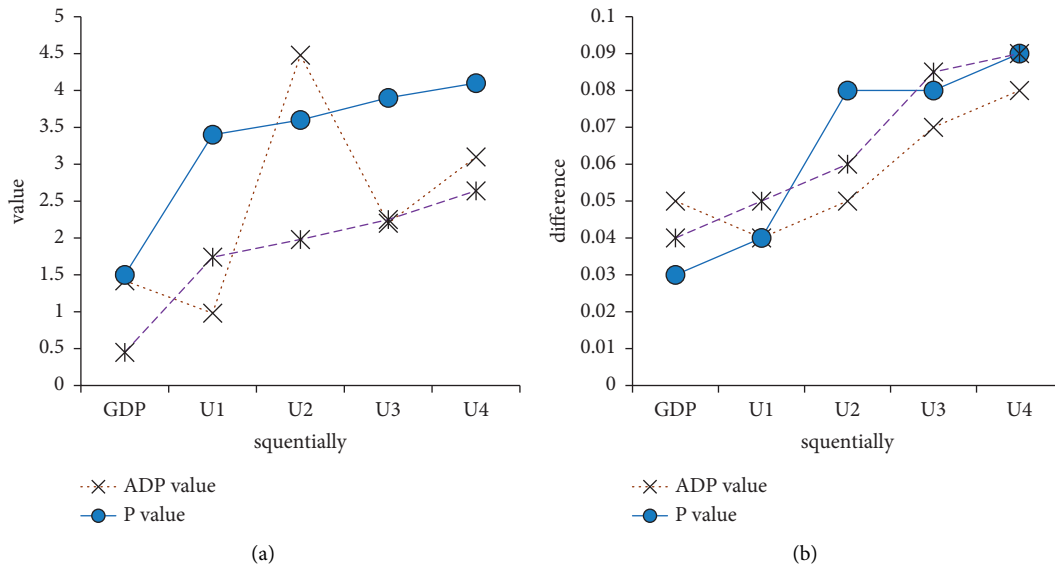 5
4.5
4
3.5
3
2.5
2
1.5
1
0.5
0
value
GDP U1 U2 U3 U4
squentially
ADP value
P value
(a)
0.1
0.09
0.08
0.07
0.06
0.05
0.04
0.03
0.02
0.01
0
difference
GDP U1 U2 U3 U4
squentially
ADP value
P value
(b)